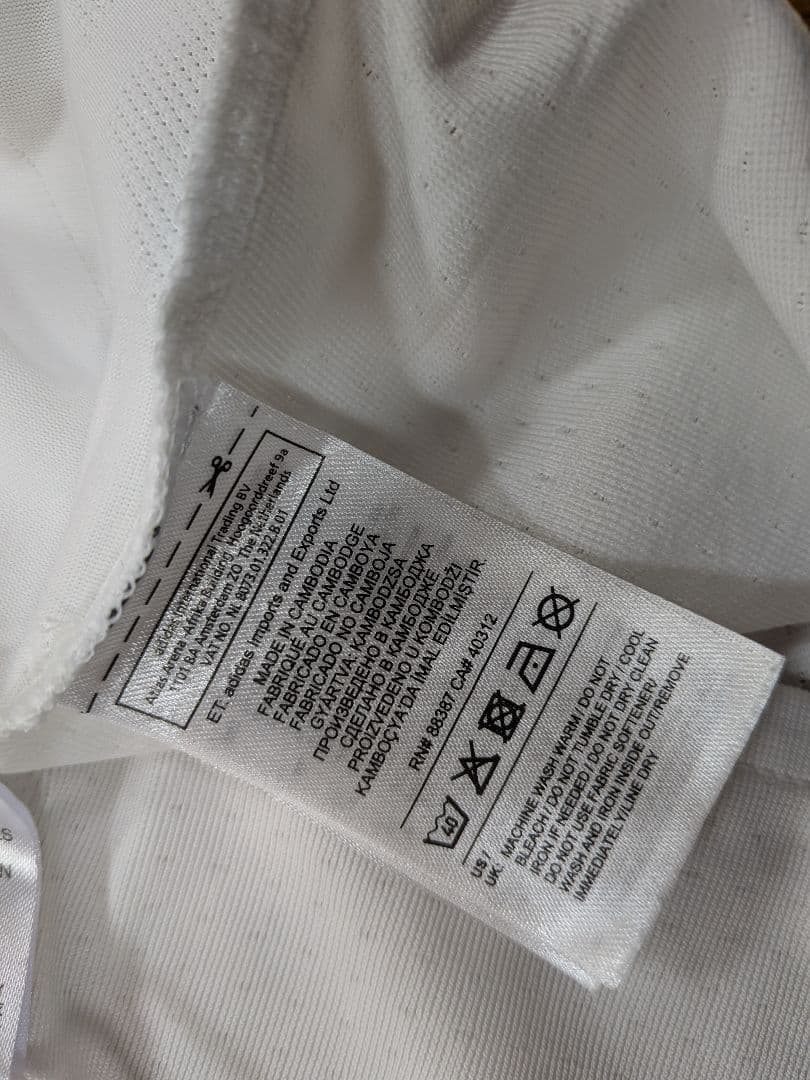 adidas International Trading BV
Atlas Arena Afrika Building, Hoogoorddreef 9a
1101 BA Amsterdam ZO, The Netherlands
VAT NO. NL 8073.01.322.B.01
ET. adidas Imports and Exports Ltd
MADE IN CAMBODIA
FABRIQUE AU CAMBODGE
FABRICADO EN CAMBOYA
FABRICADO NO CAMBOJA
GYÁRTVA: KAMBODZSA
ПРОИЗВЕДЕНО В КАМБОДЖА
СДЕЛАНО В КАМБОДЖЕ
PROIZVEDENO U KOMBODŽI
KAMBOÇYA'DA İMAL EDİLMİŞTİR.
RN# 88387 CA# 40312
40
US /
UK: MACHINE WASH WARM / DO NOT
BLEACH / DO NOT TUMBLE DRY / COOL
IRON IF NEEDED / DO NOT DRY CLEAN
DO NOT USE FABRIC SOFTENER/
WASH AND IRON INSIDE OUT/REMOVE
IMMEDIATELY/LINE DRY